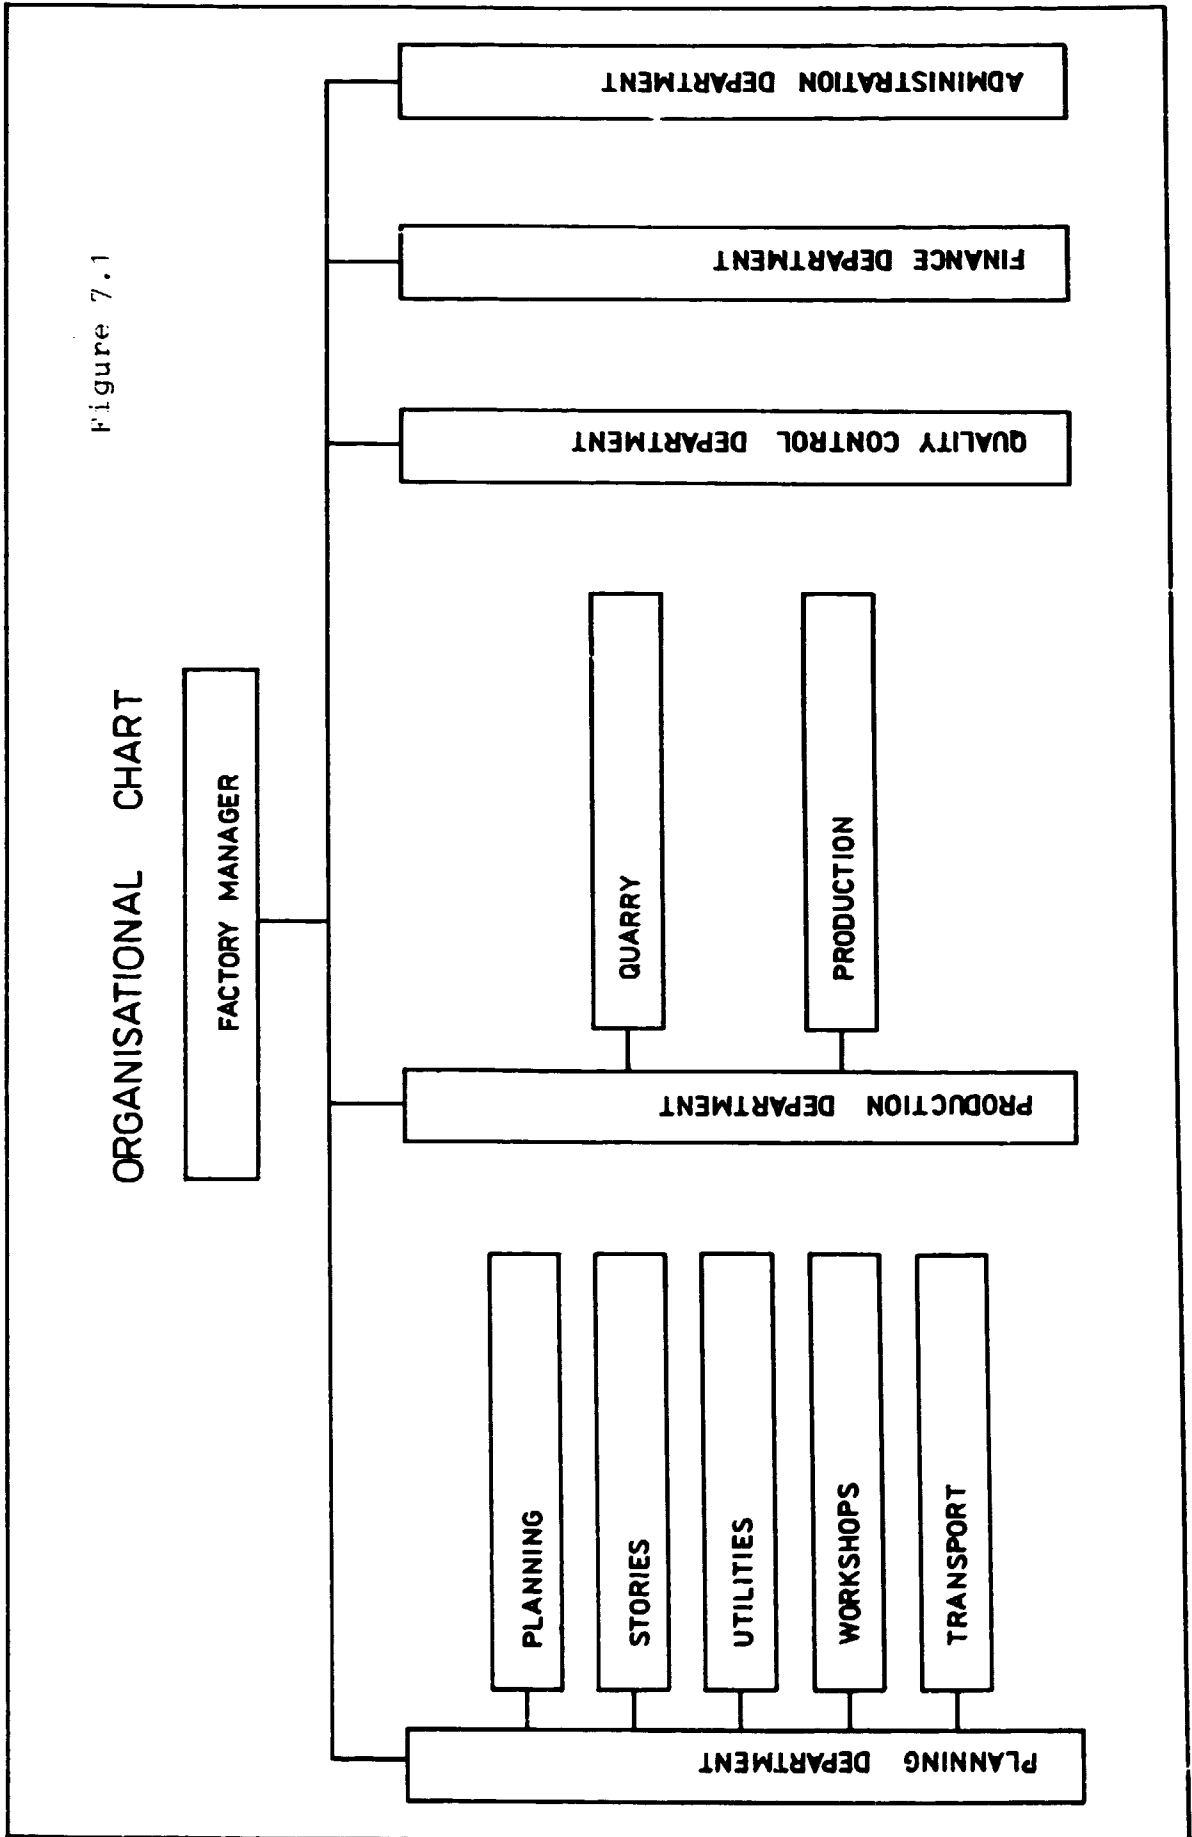 Figure 7.1
ORGANISATIONAL CHART
FACTORY MANAGER
PLANNING DEPARTMENT
PLANNING
STORIES
UTILITIES
WORKSHOPS
TRANSPORT
PRODUCTION DEPARTMENT
QUARRY
PRODUCTION
QUALITY CONTROL DEPARTMENT
FINANCE DEPARTMENT
ADMINISTRATION DEPARTMENT